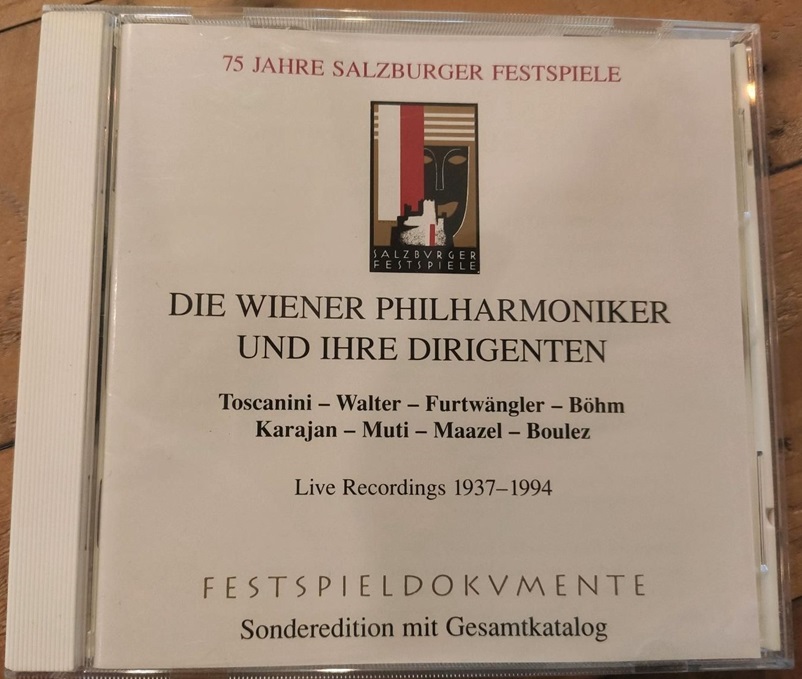 75 JAHRE SALZBURGER FESTSPIELE
SALZBVRGER
FESTSPIELE
DIE WIENER PHILHARMONIKER
UND IHRE DIRIGENTEN
Toscanini – Walter – Furtwängler – Böhm
Karajan – Muti – Maazel – Boulez
Live Recordings 1937–1994
FESTSPIELDOKVMENTE
Sonderedition mit Gesamtkatalog